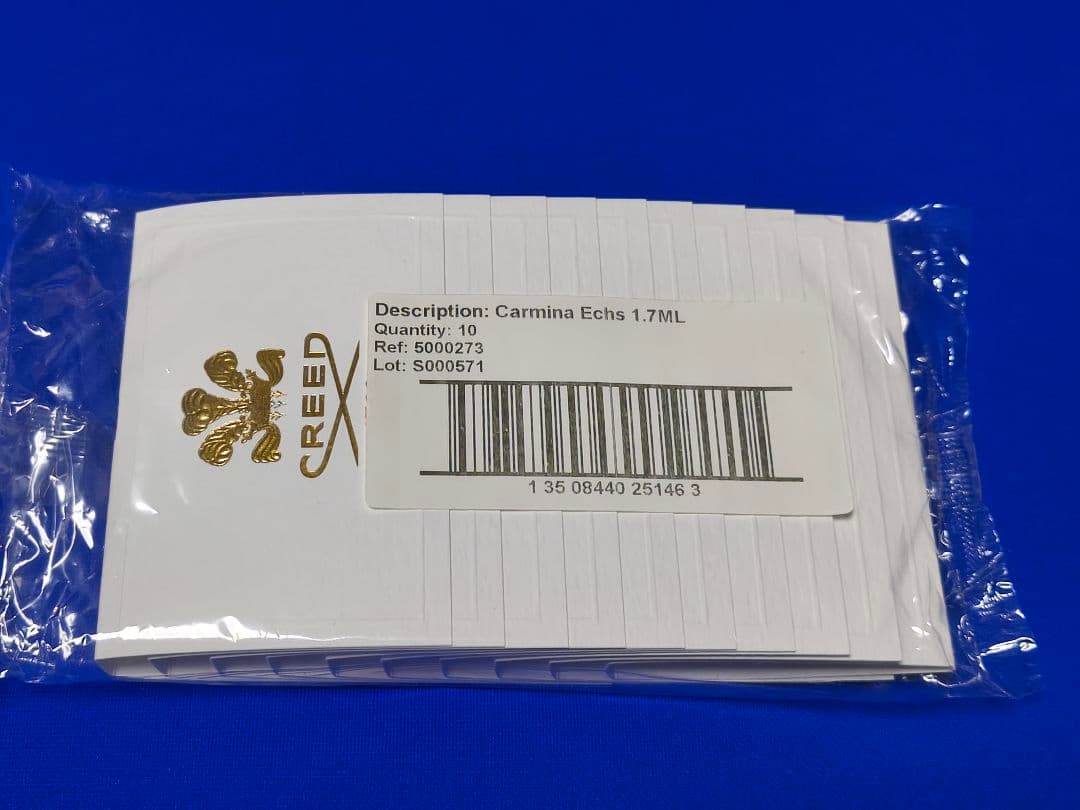 CREED
Description: Carmina Echs 1.7ML
Quantity: 10
Ref: 5000273
Lot: S000571
1 35 08440 25146 3